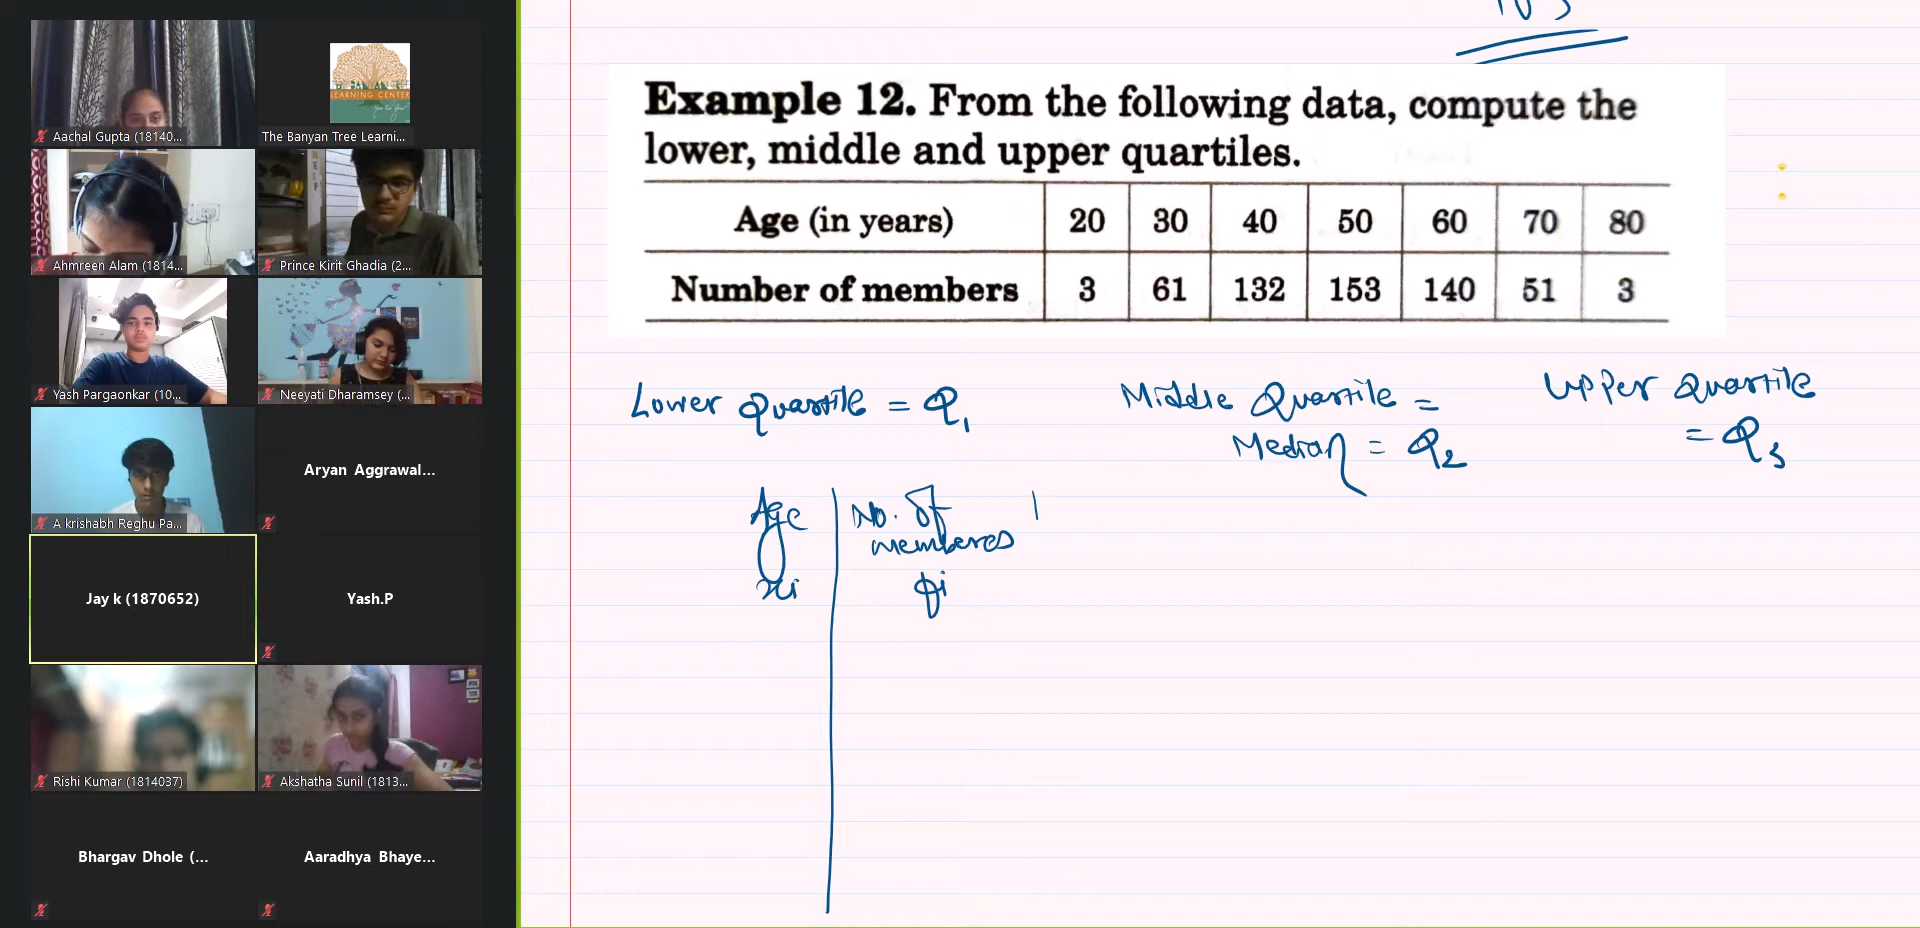 Aachal Gupta (18140...
LEARNING CENTER
The Banyan Tree Learni...
Ahmreen Alam (1814...
Prince Kirit Ghadia (2...
Yash Pargaonkar (10...
Neeyati Dharamsey (...
A krishabh Reghu Pa...
Aryan Aggrawal...
Jay k (1870652)
Yash.P
Rishi Kumar (1814037)
Akshatha Sunil (1813...
Bhargav Dhole (...
Aaradhya Bhaye...
Example 12. From the following data, compute the
lower, middle and upper quartiles.
Age (in years) 20 30 40 50 60 70 80
Number of members 3 61 132 153 140 51 3
Lower Quartile = Q1
Middle Quartile =
Median = Q2
Upper Quartile
= Q3
Age
xi
No. of
memberes
fi